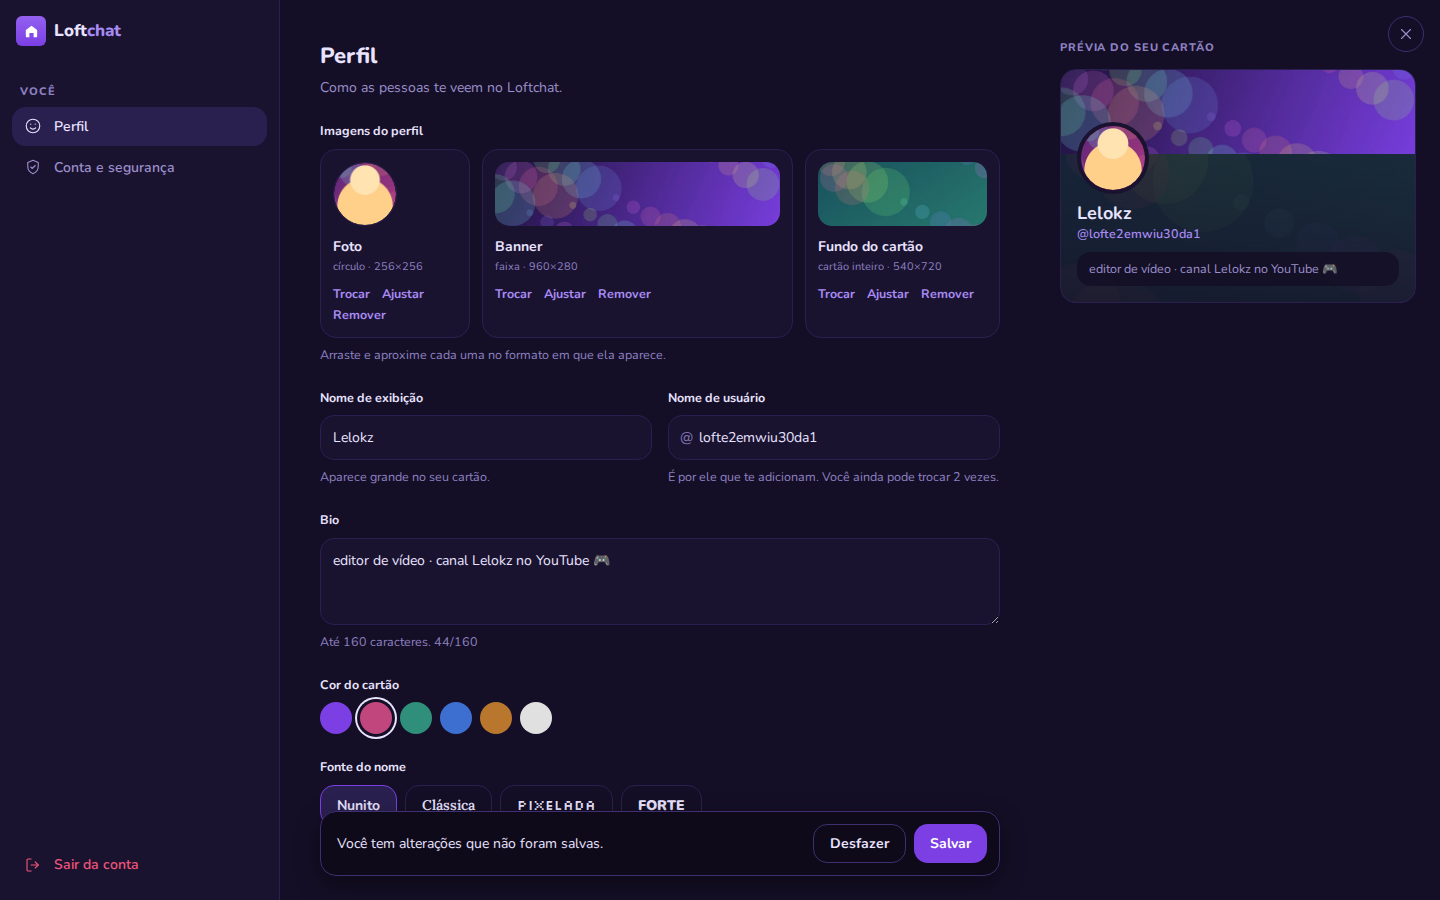 Loftchat
VOCÊ
Perfil
Conta e segurança
Sair da conta
Perfil
Como as pessoas te veem no Loftchat.
Imagens do perfil
Foto
círculo · 256×256
Trocar Ajustar
Remover
Banner
faixa · 960×280
Trocar Ajustar Remover
Fundo do cartão
cartão inteiro · 540×720
Trocar Ajustar Remover
Arraste e aproxime cada uma no formato em que ela aparece.
Nome de exibição
Lelokz
Aparece grande no seu cartão.
Nome de usuário
@ lofte2emwiu30da1
É por ele que te adicionam. Você ainda pode trocar 2 vezes.
Bio
editor de vídeo · canal Lelokz no YouTube 🎮
Até 160 caracteres. 44/160
Cor do cartão
Fonte do nome
Nunito Clássica PIXELADA FORTE
Você tem alterações que não foram salvas.
Desfazer Salvar
PRÉVIA DO SEU CARTÃO
Lelokz
@lofte2emwiu30da1
editor de vídeo · canal Lelokz no YouTube 🎮